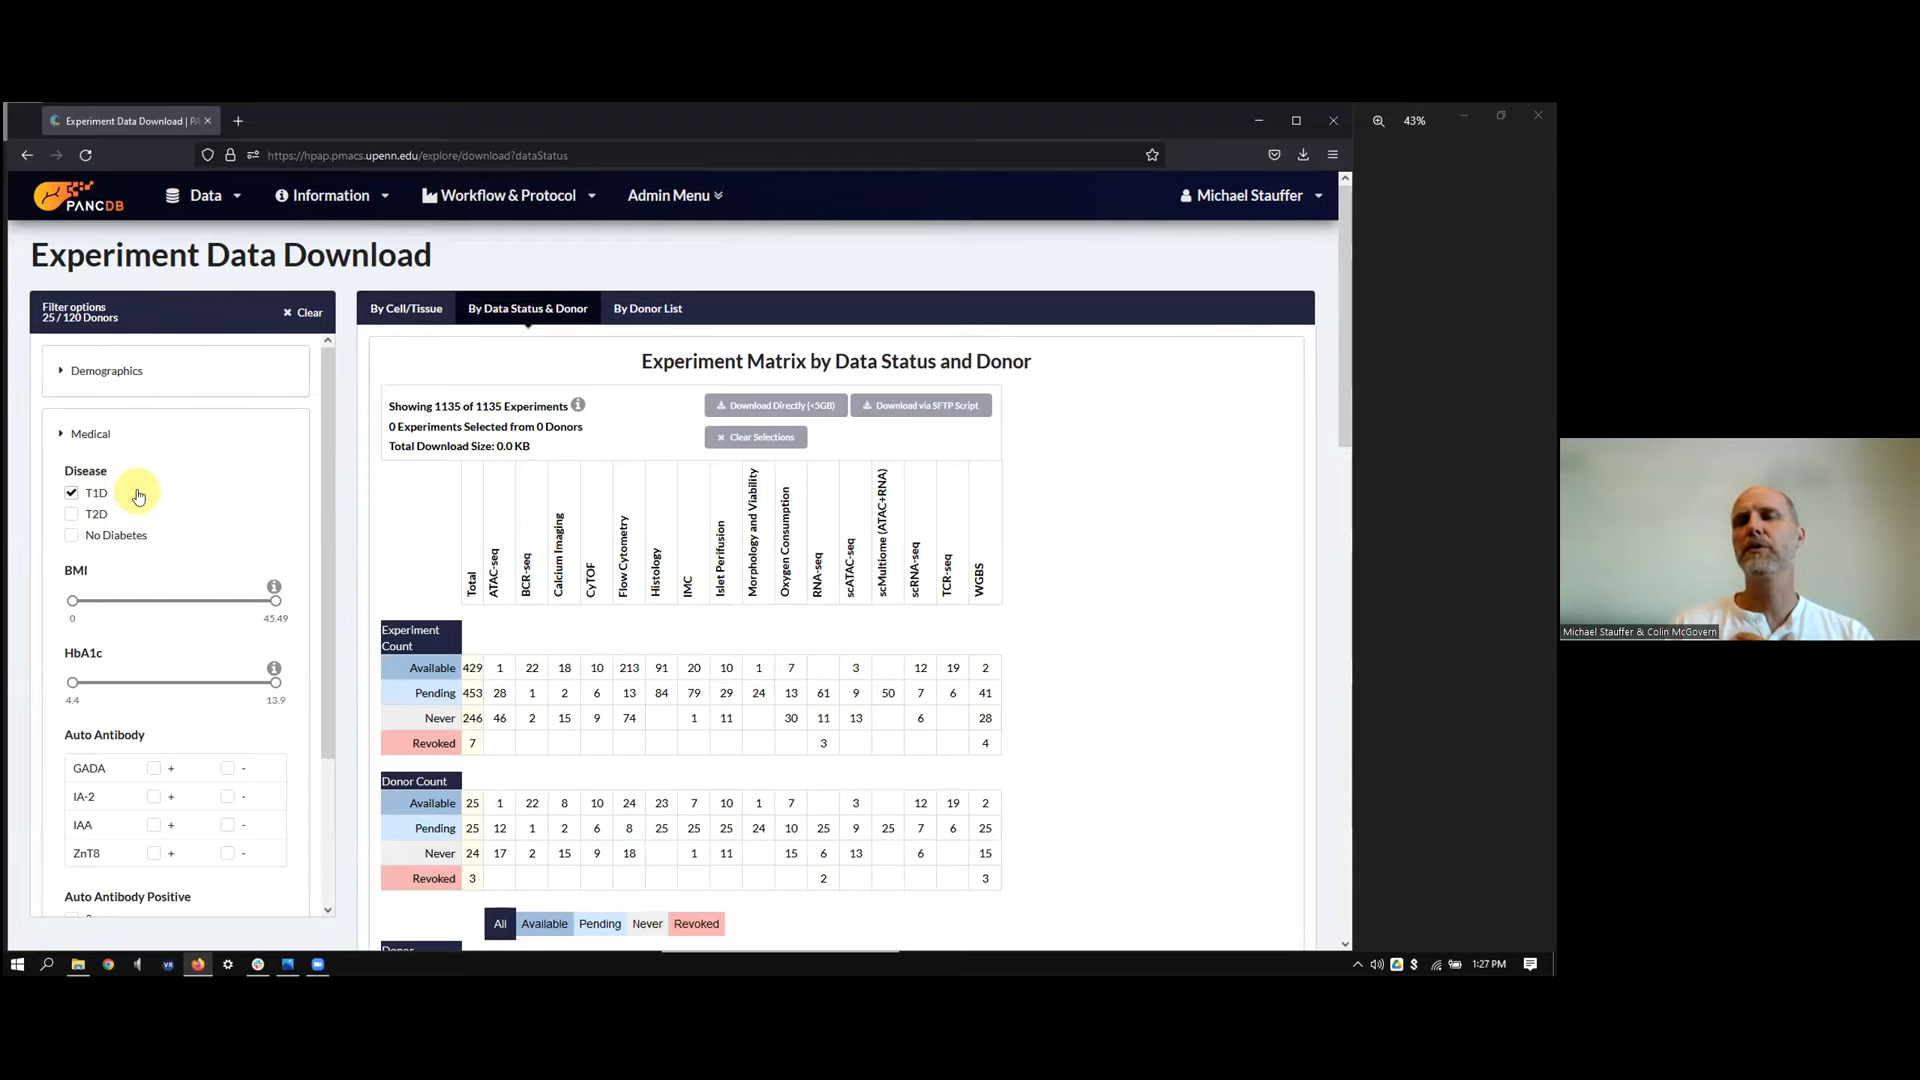 Experiment Data Download | PA
43%
https://hpap.pmacs.upenn.edu/explore/download?dataStatus
PANCDB
Data
Information
Workflow & Protocol
Admin Menu
Michael Stauffer
Experiment Data Download
Filter options
25 / 120 Donors
Clear
Demographics
Medical
Disease
T1D
T2D
No Diabetes
BMI
0 45.49
HbA1c
4.4 13.9
Auto Antibody
GADA + -
IA-2 + -
IAA + -
ZnT8 + -
Auto Antibody Positive
By Cell/Tissue
By Data Status & Donor
By Donor List
Experiment Matrix by Data Status and Donor
Showing 1135 of 1135 Experiments
0 Experiments Selected from 0 Donors
Total Download Size: 0.0 KB
Download Directly (<5GB)
Download via SFTP Script
Clear Selections
Total
ATAC-seq
BCR-seq
Calcium Imaging
CyTOF
Flow Cytometry
Histology
IMC
Islet Perifusion
Morphology and Viability
Oxygen Consumption
RNA-seq
scATAC-seq
scMultiome (ATAC+RNA)
scRNA-seq
TCR-seq
WGBS
Experiment
Count
Available 429 1 22 18 10 213 91 20 10 1 7 3 12 19 2
Pending 453 28 1 2 6 13 84 79 29 24 13 61 9 50 7 6 41
Never 246 46 2 15 9 74 1 11 30 11 13 6 28
Revoked 7 3 4
Donor Count
Available 25 1 22 8 10 24 23 7 10 1 7 3 12 19 2
Pending 25 12 1 2 6 8 25 25 25 24 10 25 9 25 7 6 25
Never 24 17 2 15 9 18 1 11 15 6 13 6 15
Revoked 3 2 3
All Available Pending Never Revoked
Donor
VR
1:27 PM
Michael Stauffer & Colin McGovern